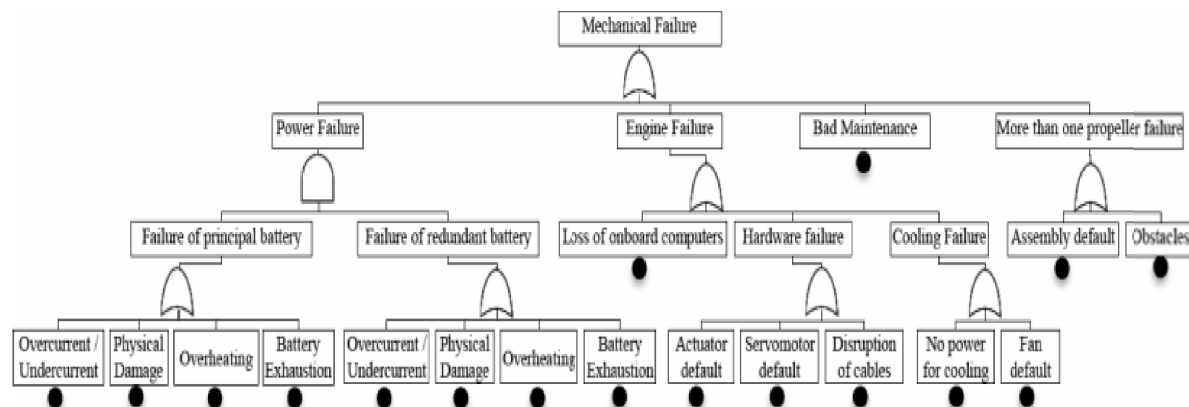 Mechanical Failure
Power Failure
Engine Failure
Bad Maintenance
More than one propeller failure
Failure of principal battery
Failure of redundant battery
Loss of onboard computers
Hardware failure
Cooling Failure
Assembly default
Obstacles
Overcurrent /
Undercurrent
Physical
Damage
Overheating
Battery
Exhaustion
Overcurrent /
Undercurrent
Physical
Damage
Overheating
Battery
Exhaustion
Actuator
default
Servomotor
default
Disruption
of cables
No power
for cooling
Fan
default